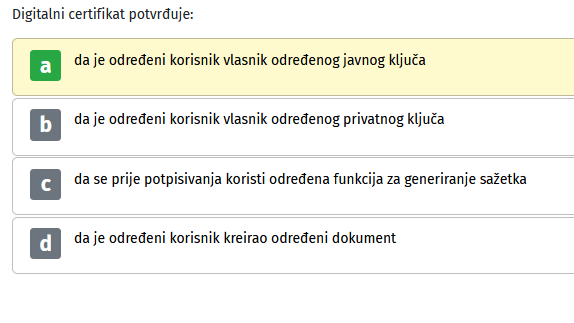 Digitalni certifikat potvrđuje:
a da je određeni korisnik vlasnik određenog javnog ključa
b da je određeni korisnik vlasnik određenog privatnog ključa
c da se prije potpisivanja koristi određena funkcija za generiranje sažetka
d da je određeni korisnik kreirao određeni dokument